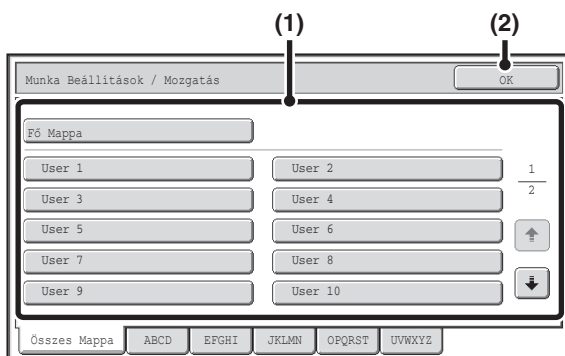 (1) (2)
Munka Beállítások / Mozgatás OK
Fő Mappa
User 1 User 2 1
User 3 User 4 2
User 5 User 6
User 7 User 8
User 9 User 10
Összes Mappa ABCD EFGHI JKLMN OPQRST UVWXYZ